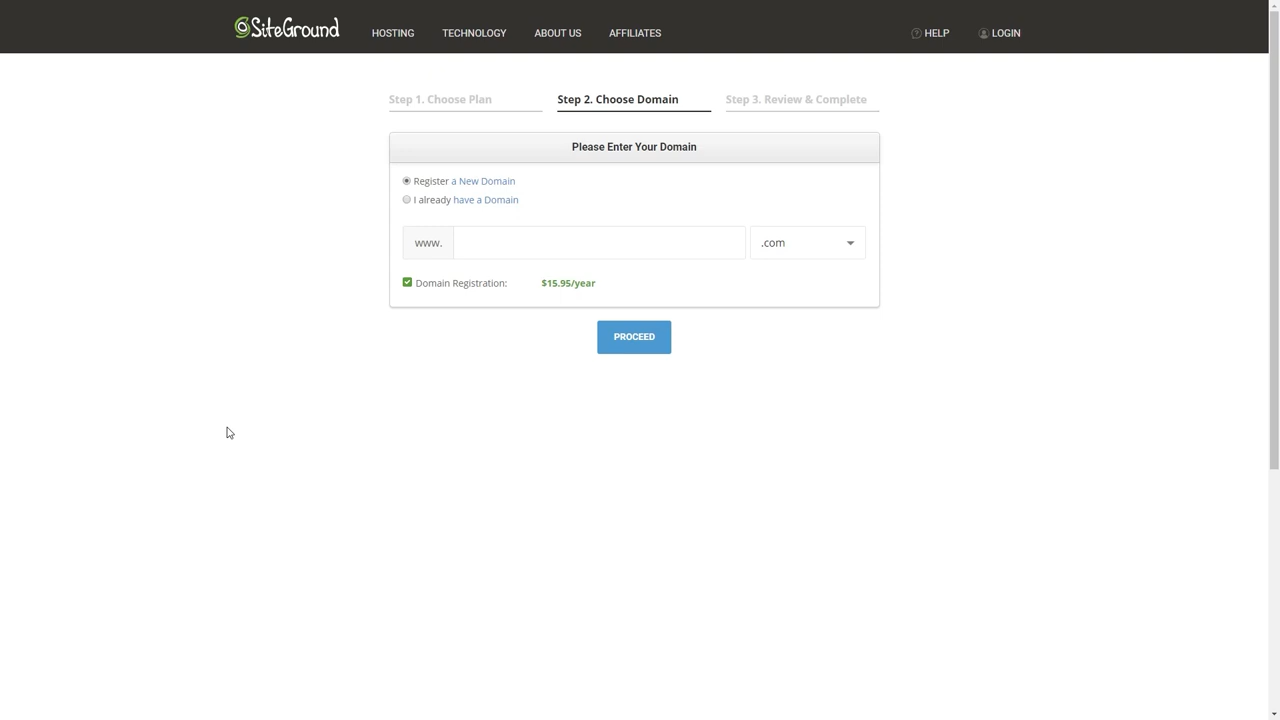 SiteGround HOSTING TECHNOLOGY ABOUT US AFFILIATES HELP LOGIN
Step 1. Choose Plan Step 2. Choose Domain Step 3. Review & Complete
Please Enter Your Domain
Register a New Domain
I already have a Domain
www. .com
Domain Registration: $15.95/year
PROCEED